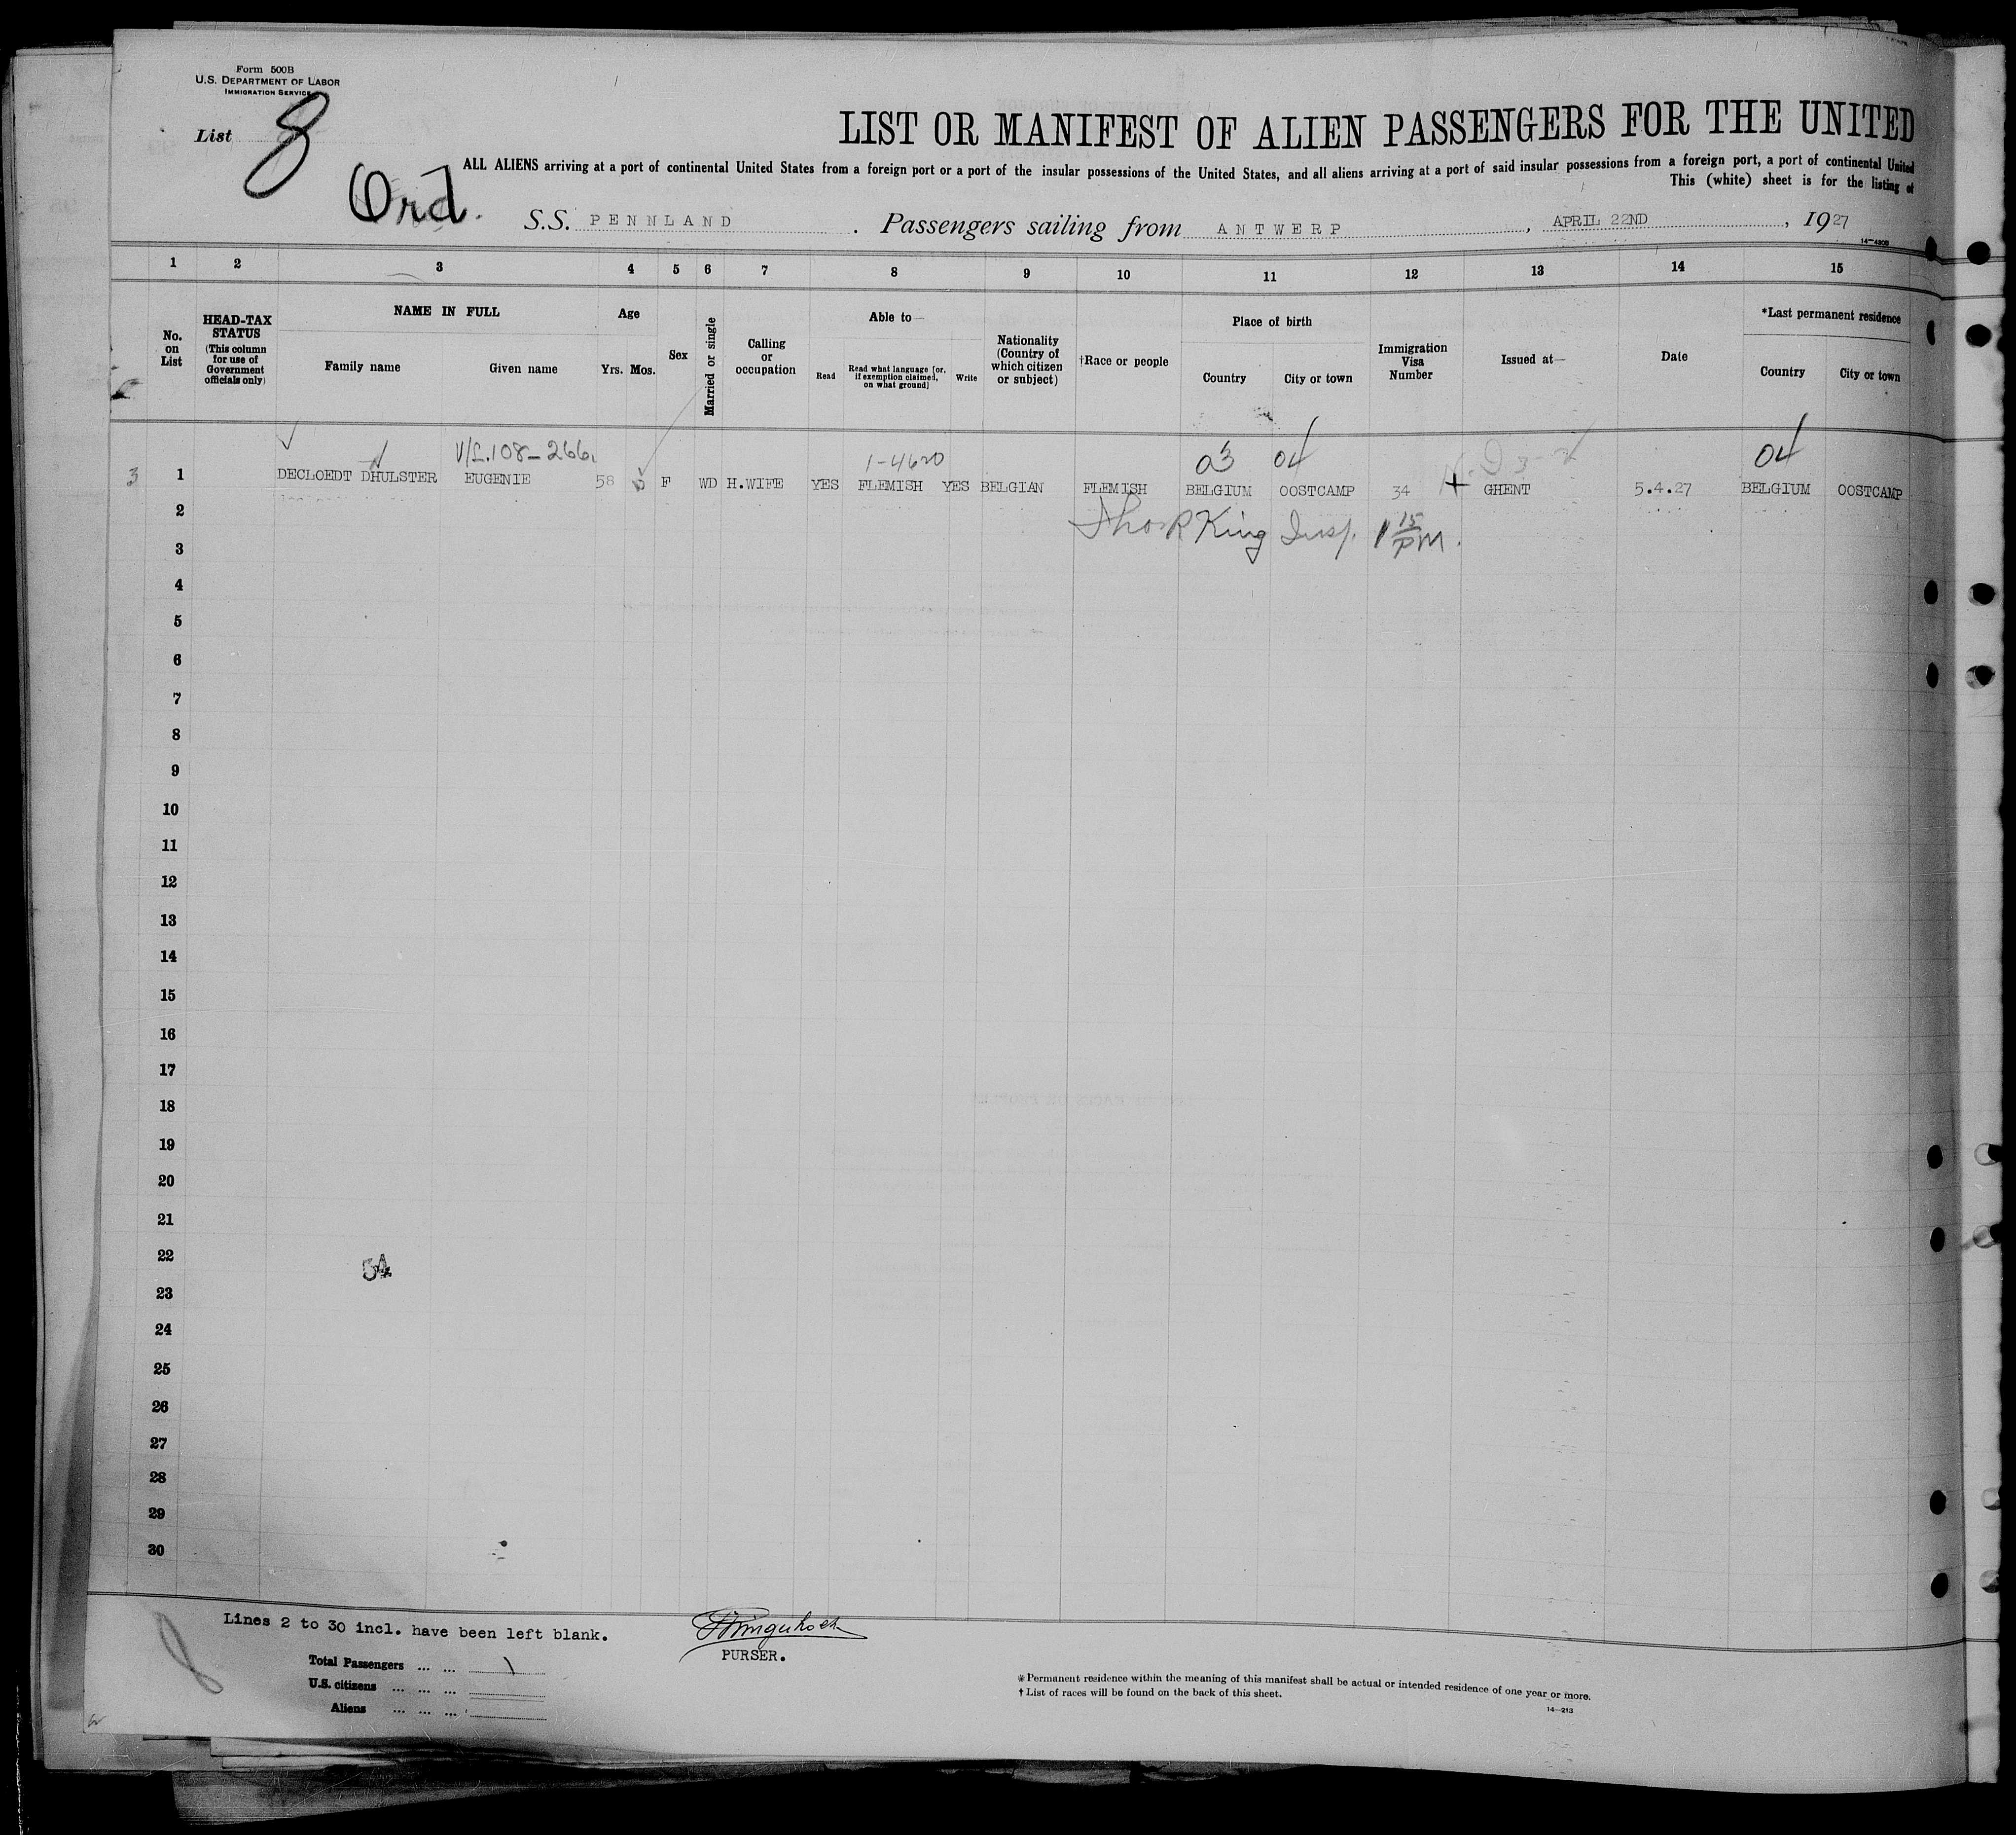 Form 500B
U.S. DEPARTMENT OF LABOR
IMMIGRATION SERVICE
List 8
Ord.
LIST OR MANIFEST OF ALIEN PASSENGERS FOR THE UNITED
ALL ALIENS arriving at a port of continental United States from a foreign port or a port of the insular possessions of the United States, and all aliens arriving at a port of said insular possessions from a foreign port, a port of continental United
This (white) sheet is for the listing of
S.S. PENNLAND . Passengers sailing from ANTWERP , APRIL 22ND , 1927
1 2 3 4 5 6 7 8 9 10 11 12 13 14 15
No. on List
HEAD-TAX STATUS
(This column for use of Government officials only)
NAME IN FULL
Family name Given name
Age
Yrs. Mos.
Sex
Married or single
Calling or occupation
Able to—
Read
Read what language [or, if exemption claimed, on what ground]
Write
Nationality (Country of which citizen or subject)
†Race or people
Place of birth
Country City or town
Immigration Visa Number
Issued at—
Date
*Last permanent residence
Country City or town
V/L.108-266. 1-4620 03 04 04
3 1 DECLOEDT DHULSTER EUGENIE 58 F WD H.WIFE YES FLEMISH YES BELGIAN FLEMISH BELGIUM OOSTCAMP 34 + GHENT 5.4.27 BELGIUM OOSTCAMP
2
Thos R King Insp. 1 15/PM.
3
4
5
6
7
8
9
10
11
12
13
14
15
16
17
18
19
20
21
22
54
23
24
25
26
27
28
29
30
Lines 2 to 30 incl. have been left blank.
PURSER.
Total Passengers ... ... 1
U.S. citizens ... ... ...
Aliens ... ... ...
*Permanent residence within the meaning of this manifest shall be actual or intended residence of one year or more.
†List of races will be found on the back of this sheet.
14—213